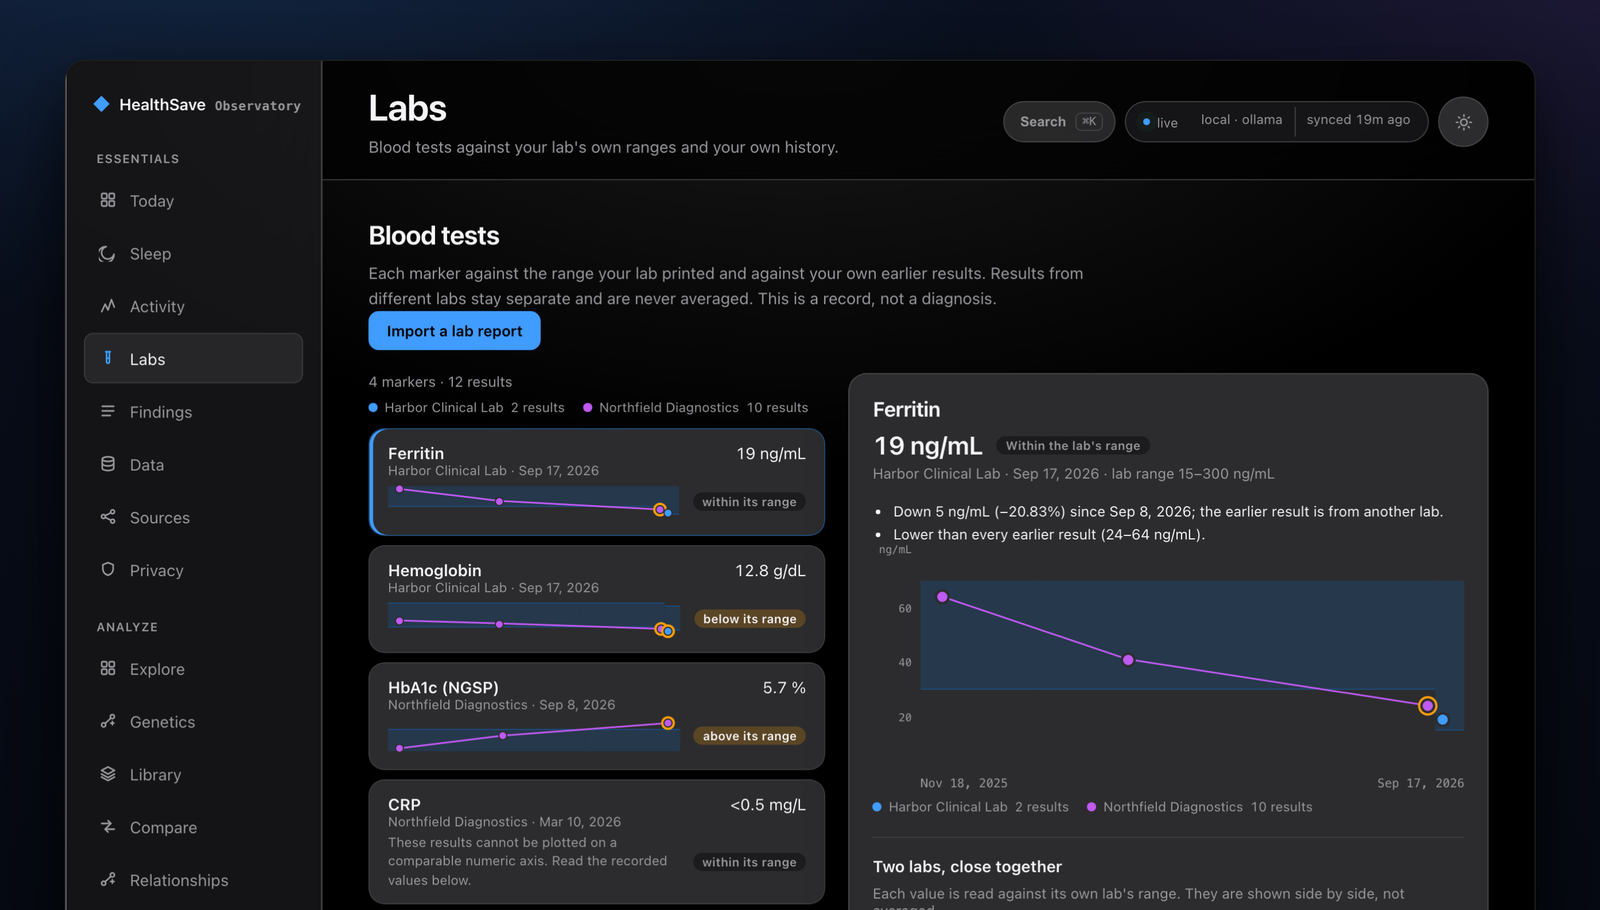 HealthSave Observatory
ESSENTIALS
Today
Sleep
Activity
Labs
Findings
Data
Sources
Privacy
ANALYZE
Explore
Genetics
Library
Compare
Relationships
Labs
Blood tests against your lab's own ranges and your own history.
Search ⌘K
live local · ollama synced 19m ago
Blood tests
Each marker against the range your lab printed and against your own earlier results. Results from
different labs stay separate and are never averaged. This is a record, not a diagnosis.
Import a lab report
4 markers · 12 results
Harbor Clinical Lab 2 results Northfield Diagnostics 10 results
Ferritin 19 ng/mL
Harbor Clinical Lab · Sep 17, 2026
within its range
Hemoglobin 12.8 g/dL
Harbor Clinical Lab · Sep 17, 2026
below its range
HbA1c (NGSP) 5.7 %
Northfield Diagnostics · Sep 8, 2026
above its range
CRP <0.5 mg/L
Northfield Diagnostics · Mar 10, 2026
These results cannot be plotted on a
comparable numeric axis. Read the recorded
values below.
within its range
Ferritin
19 ng/mL Within the lab's range
Harbor Clinical Lab · Sep 17, 2026 · lab range 15–300 ng/mL
• Down 5 ng/mL (−20.83%) since Sep 8, 2026; the earlier result is from another lab.
• Lower than every earlier result (24–64 ng/mL).
ng/mL
60
40
20
Nov 18, 2025 Sep 17, 2026
Harbor Clinical Lab 2 results Northfield Diagnostics 10 results
Two labs, close together
Each value is read against its own lab's range. They are shown side by side, not